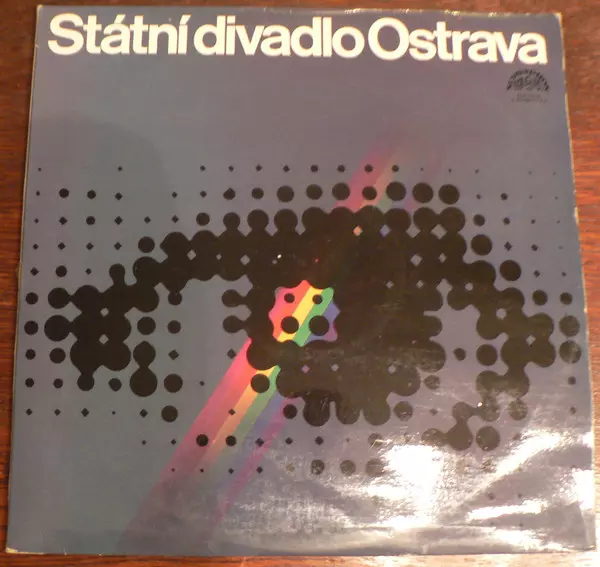 Státní divadlo Ostrava